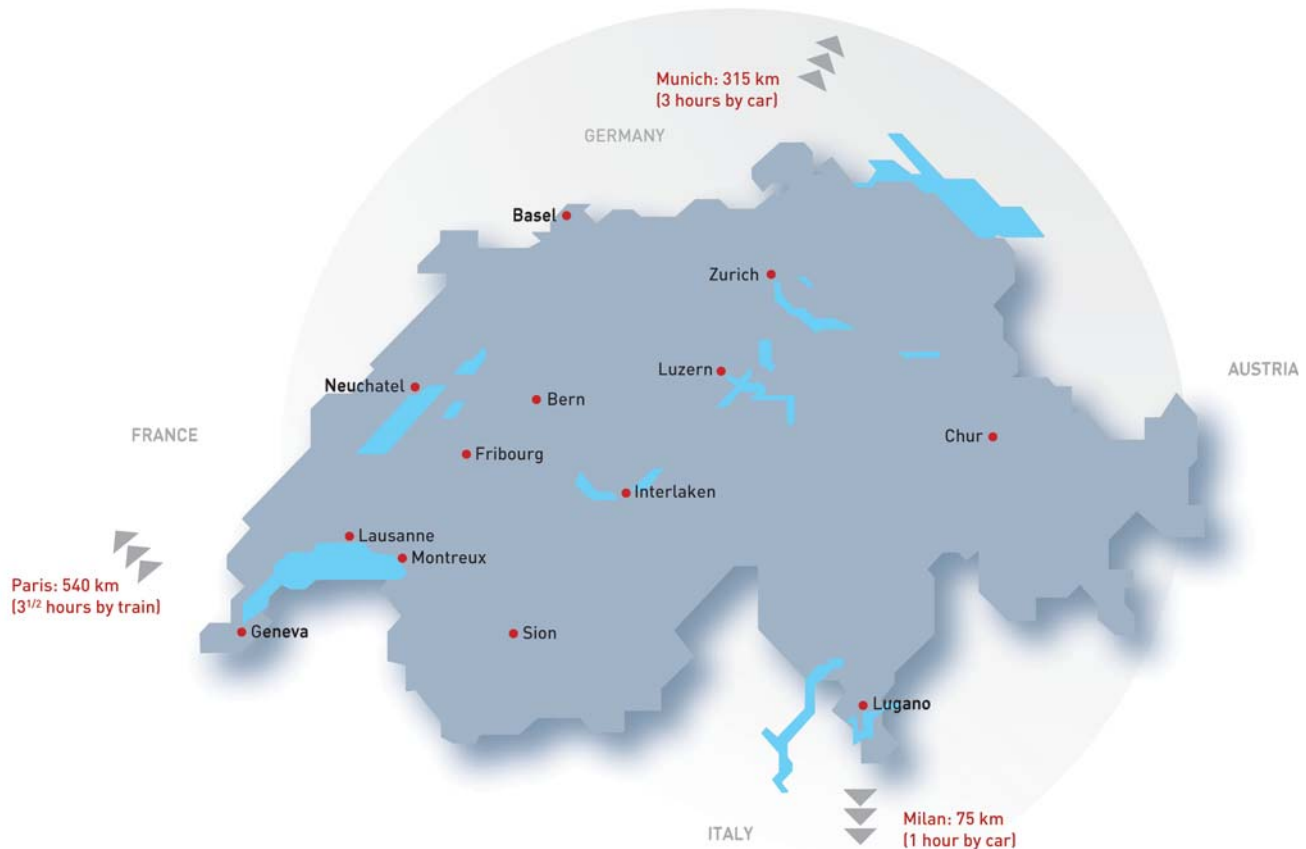 Munich: 315 km
(3 hours by car)
GERMANY
Basel
Zurich
Luzern
AUSTRIA
Neuchatel
Bern
FRANCE
Chur
Fribourg
Interlaken
Lausanne
Montreux
Paris: 540 km
(3 1/2 hours by train)
Geneva
Sion
Lugano
Milan: 75 km
(1 hour by car)
ITALY